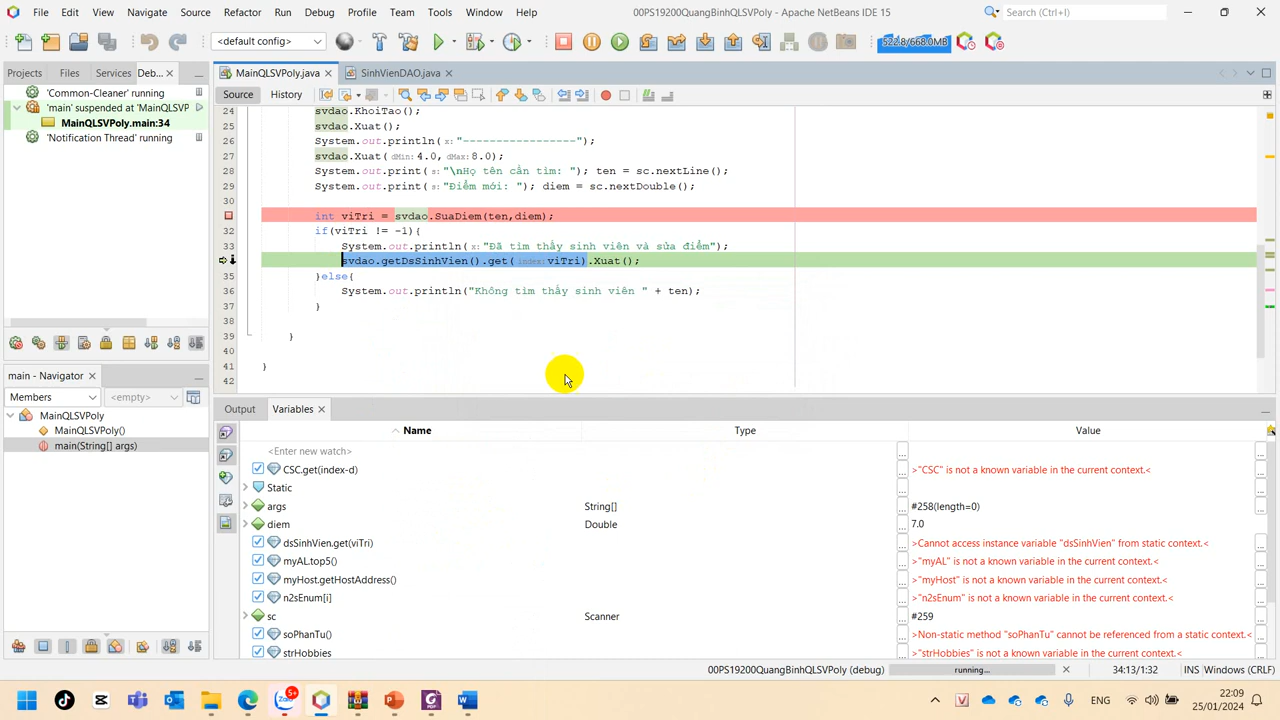 File Edit View Navigate Source Refactor Run Debug Profile Team Tools Window Help
00PS19200QuangBinhQLSVPoly - Apache NetBeans IDE 15
Search (Ctrl+I)
<default config>
522.8/668.0MB
Projects Files Services Deb... ×
MainQLSVPoly.java × SinhVienDAO.java ×
'Common-Cleaner' running
'main' suspended at 'MainQLSVP
MainQLSVPoly.main:34
'Notification Thread' running
Source History
24 svdao.KhoiTao();
25 svdao.Xuat();
26 System.out.println(x:"-----------------");
27 svdao.Xuat(dMin:4.0, dMax:8.0);
28 System.out.print(s:"\nHọ tên cần tìm: "); ten = sc.nextLine();
29 System.out.print(s:"Điểm mới: "); diem = sc.nextDouble();
30
int viTri = svdao.SuaDiem(ten,diem);
32 if(viTri != -1){
33 System.out.println(x:"Đã tìm thấy sinh viên và sửa điểm");
svdao.getDsSinhVien().get(index:viTri).Xuat();
35 }else{
36 System.out.println("Không tìm thấy sinh viên " + ten);
37 }
38
39 }
40
41 }
42
main - Navigator ×
Members <empty>
MainQLSVPoly
MainQLSVPoly()
main(String[] args)
Output Variables ×
Name Type Value
<Enter new watch>
CSC.get(index-d) >"CSC" is not a known variable in the current context.<
Static
args String[] #258(length=0)
diem Double 7.0
dsSinhVien.get(viTri) >Cannot access instance variable "dsSinhVien" from static context.<
myAL.top5() >"myAL" is not a known variable in the current context.<
myHost.getHostAddress() >"myHost" is not a known variable in the current context.<
n2sEnum[i] >"n2sEnum" is not a known variable in the current context.<
sc Scanner #259
soPhanTu() >Non-static method "soPhanTu" cannot be referenced from a static context.<
strHobbies >"strHobbies" is not a known variable in the current context.<
00PS19200QuangBinhQLSVPoly (debug) running... 34:13/1:32 INS Windows (CRLF)
Zalo 5+
ENG
22:09
25/01/2024